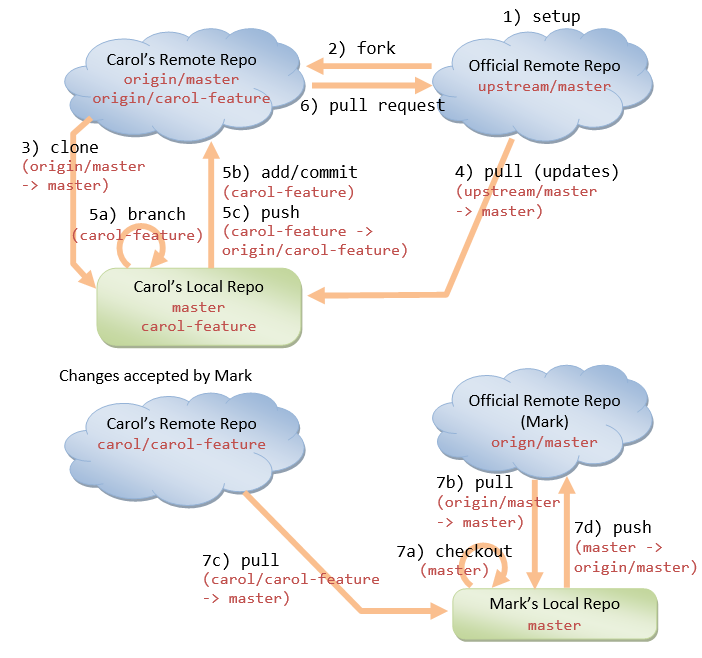 1) setup
Carol's Remote Repo
origin/master
origin/carol-feature
2) fork
Official Remote Repo
upstream/master
6) pull request
3) clone
(origin/master
-> master)
5b) add/commit
(carol-feature)
5c) push
(carol-feature ->
origin/carol-feature)
4) pull (updates)
(upstream/master
-> master)
5a) branch
(carol-feature)
Carol's Local Repo
master
carol-feature
Changes accepted by Mark
Carol's Remote Repo
carol/carol-feature
Official Remote Repo
(Mark)
orign/master
7b) pull
(origin/master
-> master)
7d) push
(master ->
origin/master)
7a) checkout
(master)
7c) pull
(carol/carol-feature
-> master)
Mark's Local Repo
master